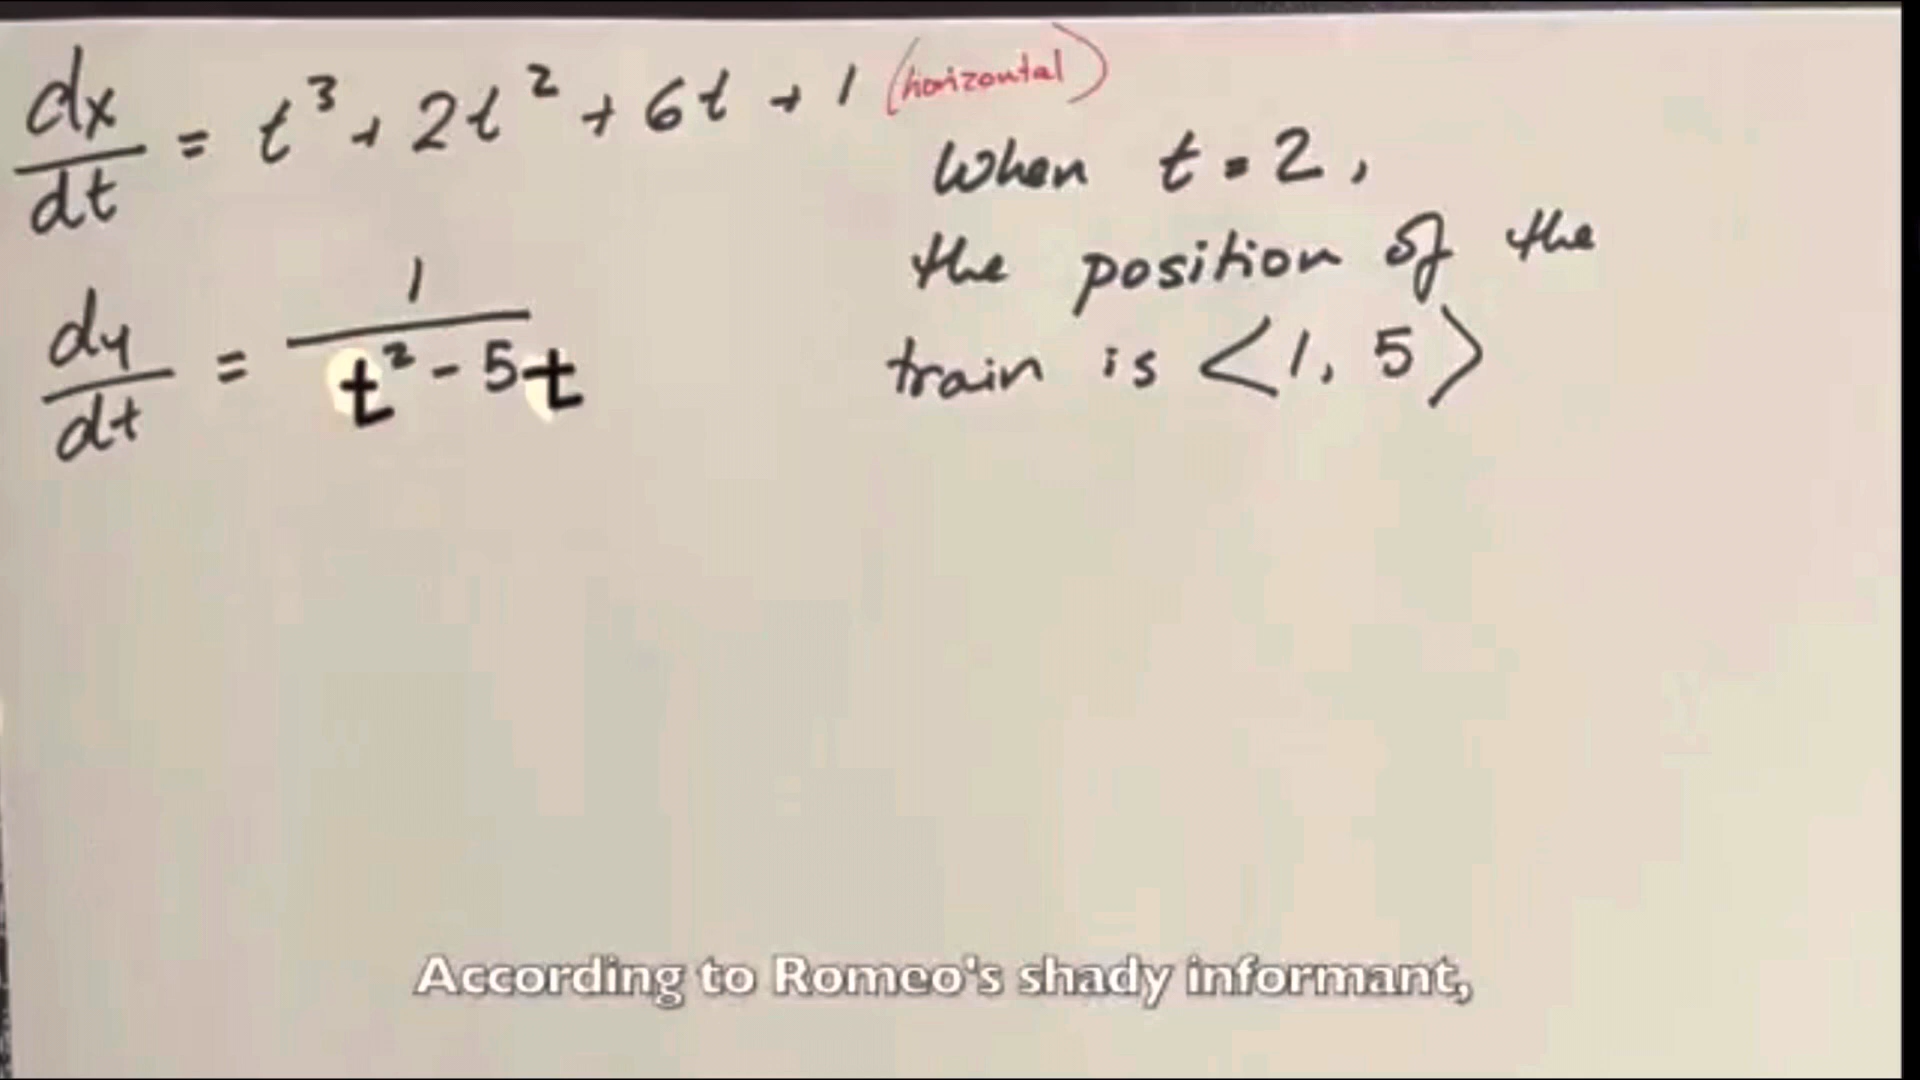 dx/dt = t³ + 2t² + 6t + 1 (horizontal)
When t = 2,
the position of the
train is <1, 5>
dy/dt = 1/(t² - 5t)
According to Romeo's shady informant,